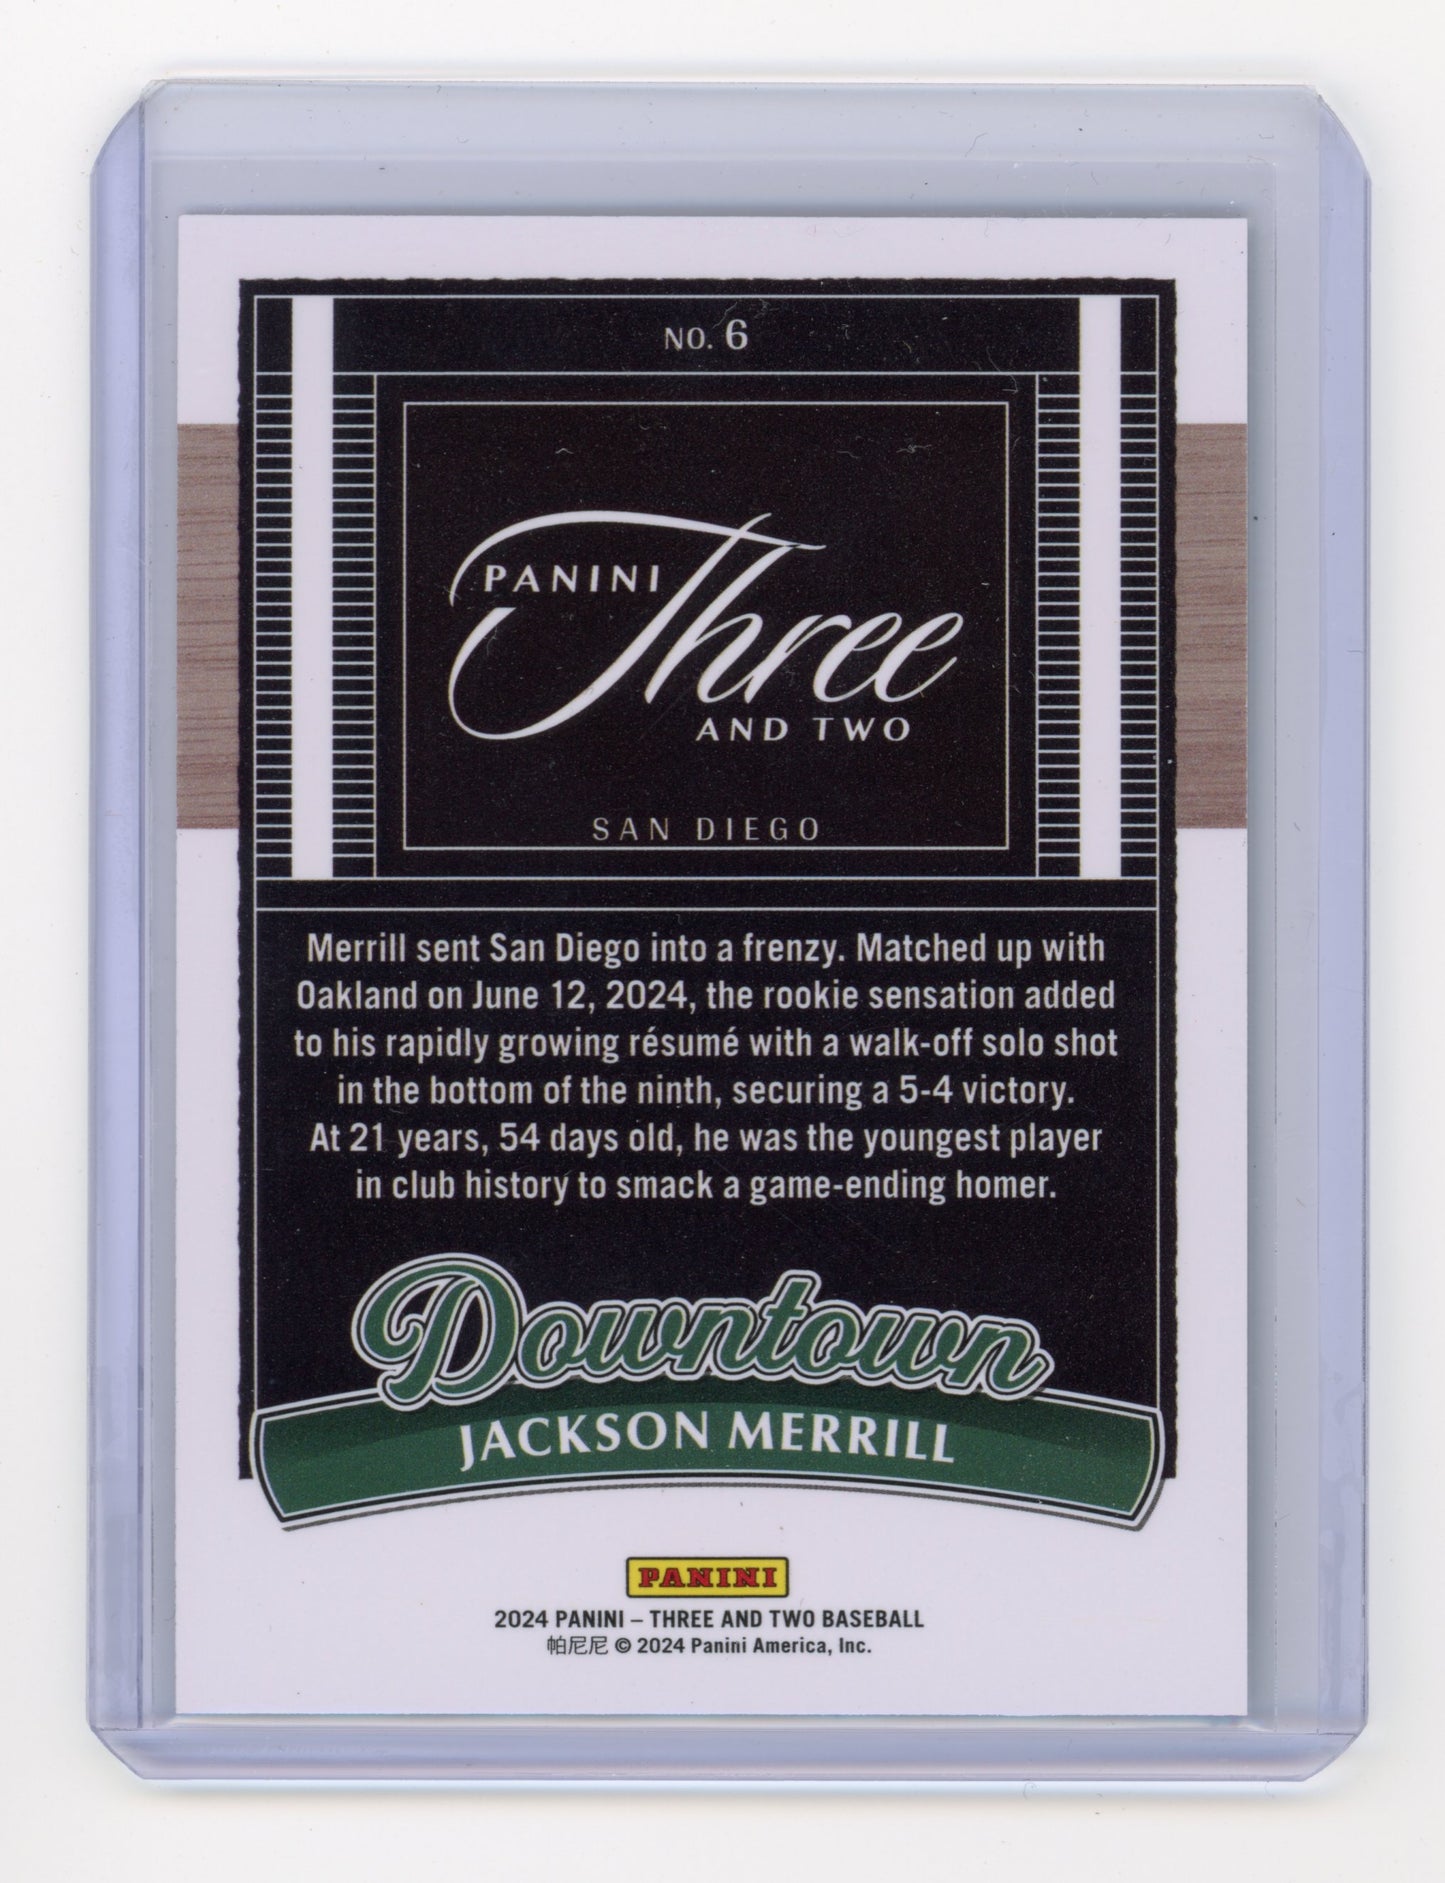 NO. 6
PANINI
Three
AND TWO
SAN DIEGO
Merrill sent San Diego into a frenzy. Matched up with
Oakland on June 12, 2024, the rookie sensation added
to his rapidly growing résumé with a walk-off solo shot
in the bottom of the ninth, securing a 5-4 victory.
At 21 years, 54 days old, he was the youngest player
in club history to smack a game-ending homer.
Downtown
JACKSON MERRILL
PANINI
2024 PANINI – THREE AND TWO BASEBALL
帕尼尼 © 2024 Panini America, Inc.